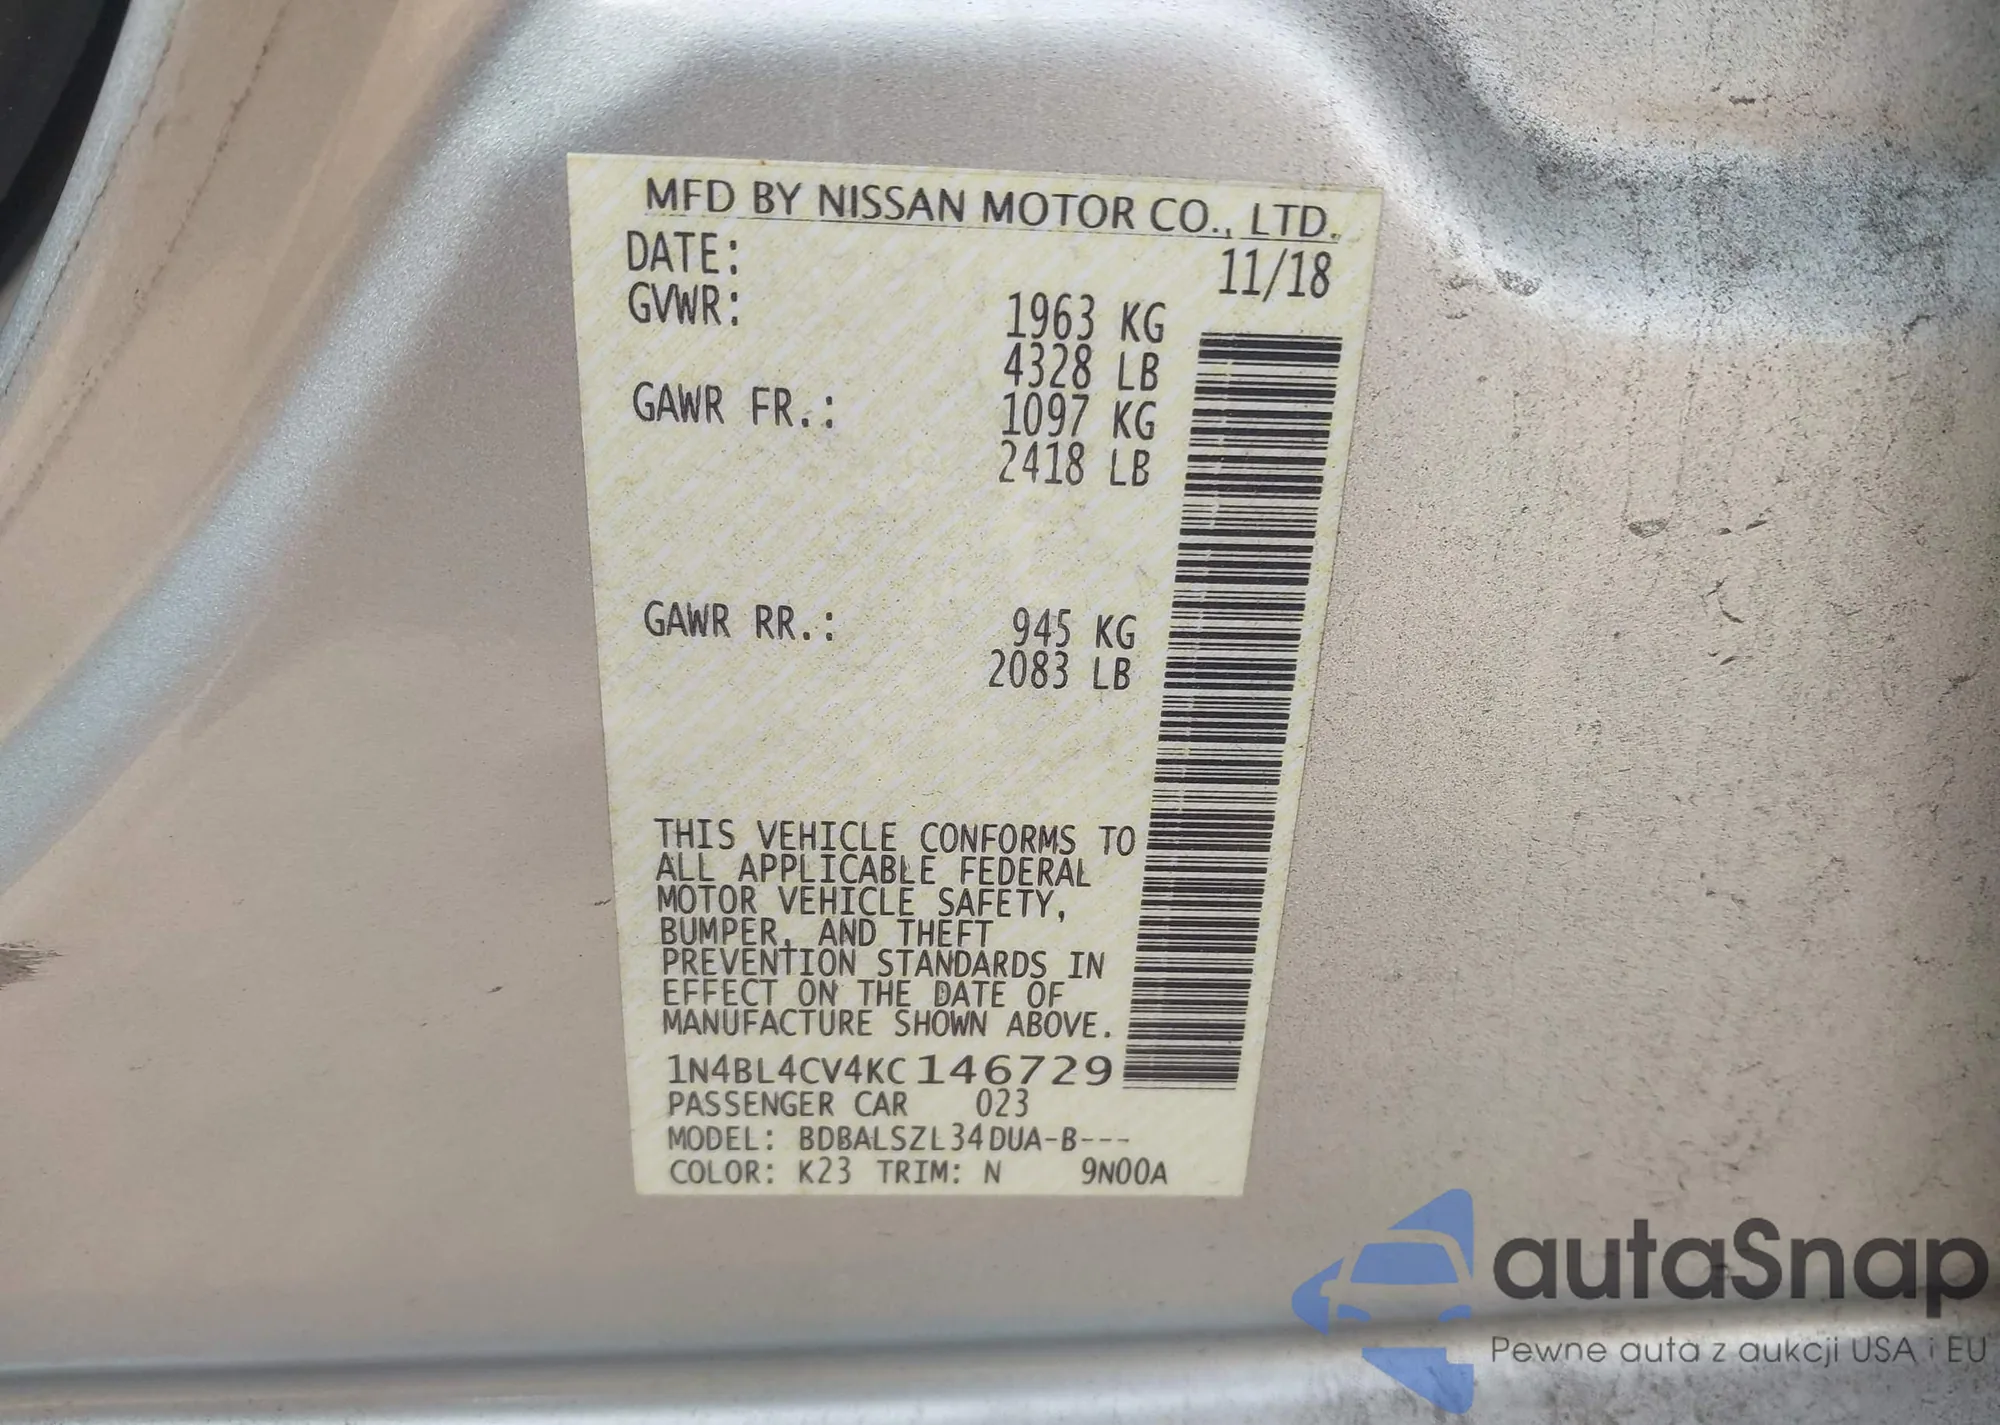 MFD BY NISSAN MOTOR CO., LTD.
DATE: 11/18
GVWR: 1963 KG
4328 LB
GAWR FR.: 1097 KG
2418 LB
GAWR RR.: 945 KG
2083 LB
THIS VEHICLE CONFORMS TO
ALL APPLICABLE FEDERAL
MOTOR VEHICLE SAFETY,
BUMPER, AND THEFT
PREVENTION STANDARDS IN
EFFECT ON THE DATE OF
MANUFACTURE SHOWN ABOVE.
1N4BL4CV4KC146729
PASSENGER CAR 023
MODEL: BDBALSZL34DUA-B---
COLOR: K23 TRIM: N 9N00A
autaSnap
Pewne auta z aukcji USA i EU